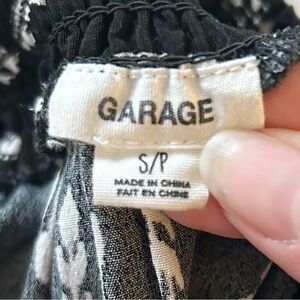 GARAGE
S/P
MADE IN CHINA
FAIT EN CHINE